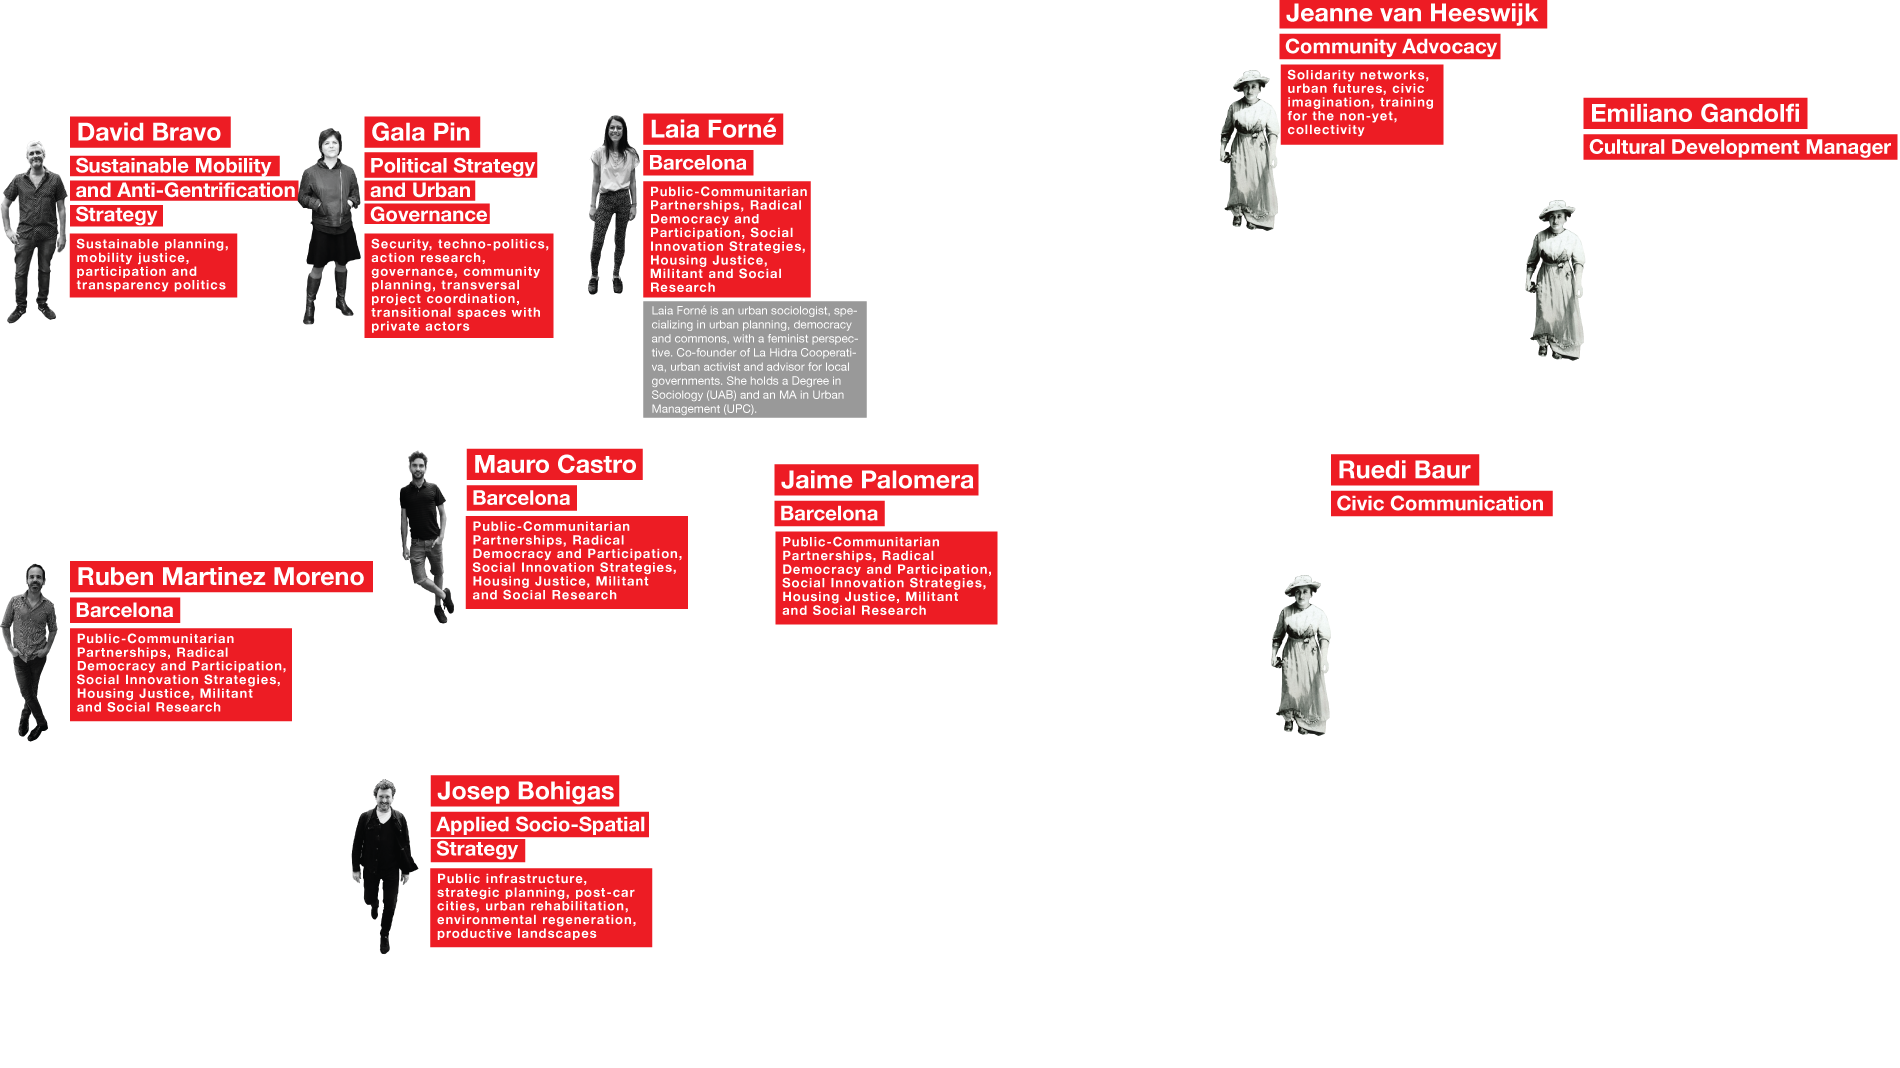 Jeanne van Heeswijk
Community Advocacy
Solidarity networks,
urban futures, civic
imagination, training
for the non-yet,
collectivity
Emiliano Gandolfi
Cultural Development Manager
David Bravo
Sustainable Mobility
and Anti-Gentrification
Strategy
Sustainable planning,
mobility justice,
participation and
transparency politics
Gala Pin
Political Strategy
and Urban
Governance
Security, techno-politics,
action research,
governance, community
planning, transversal
project coordination,
transitional spaces with
private actors
Laia Forné
Barcelona
Public-Communitarian
Partnerships, Radical
Democracy and
Participation, Social
Innovation Strategies,
Housing Justice,
Militant and Social
Research
Laia Forné is an urban sociologist, spe-
cializing in urban planning, democracy
and commons, with a feminist perspec-
tive. Co-founder of La Hidra Cooperati-
va, urban activist and advisor for local
governments. She holds a Degree in
Sociology (UAB) and an MA in Urban
Management (UPC).
Mauro Castro
Barcelona
Public-Communitarian
Partnerships, Radical
Democracy and Participation,
Social Innovation Strategies,
Housing Justice, Militant
and Social Research
Jaime Palomera
Barcelona
Public-Communitarian
Partnerships, Radical
Democracy and Participation,
Social Innovation Strategies,
Housing Justice, Militant
and Social Research
Ruedi Baur
Civic Communication
Ruben Martinez Moreno
Barcelona
Public-Communitarian
Partnerships, Radical
Democracy and Participation,
Social Innovation Strategies,
Housing Justice, Militant
and Social Research
Josep Bohigas
Applied Socio-Spatial
Strategy
Public infrastructure,
strategic planning, post-car
cities, urban rehabilitation,
environmental regeneration,
productive landscapes